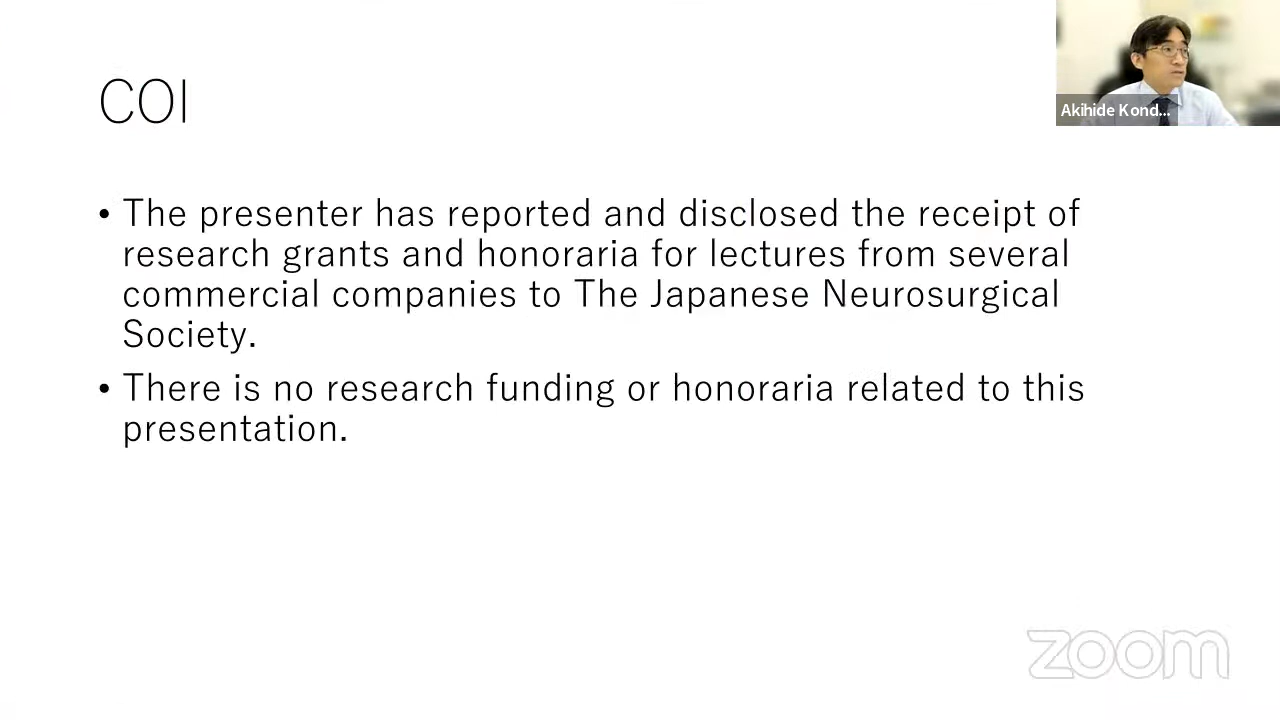 COI
Akihide Kond...
• The presenter has reported and disclosed the receipt of
research grants and honoraria for lectures from several
commercial companies to The Japanese Neurosurgical
Society.
• There is no research funding or honoraria related to this
presentation.
zoom